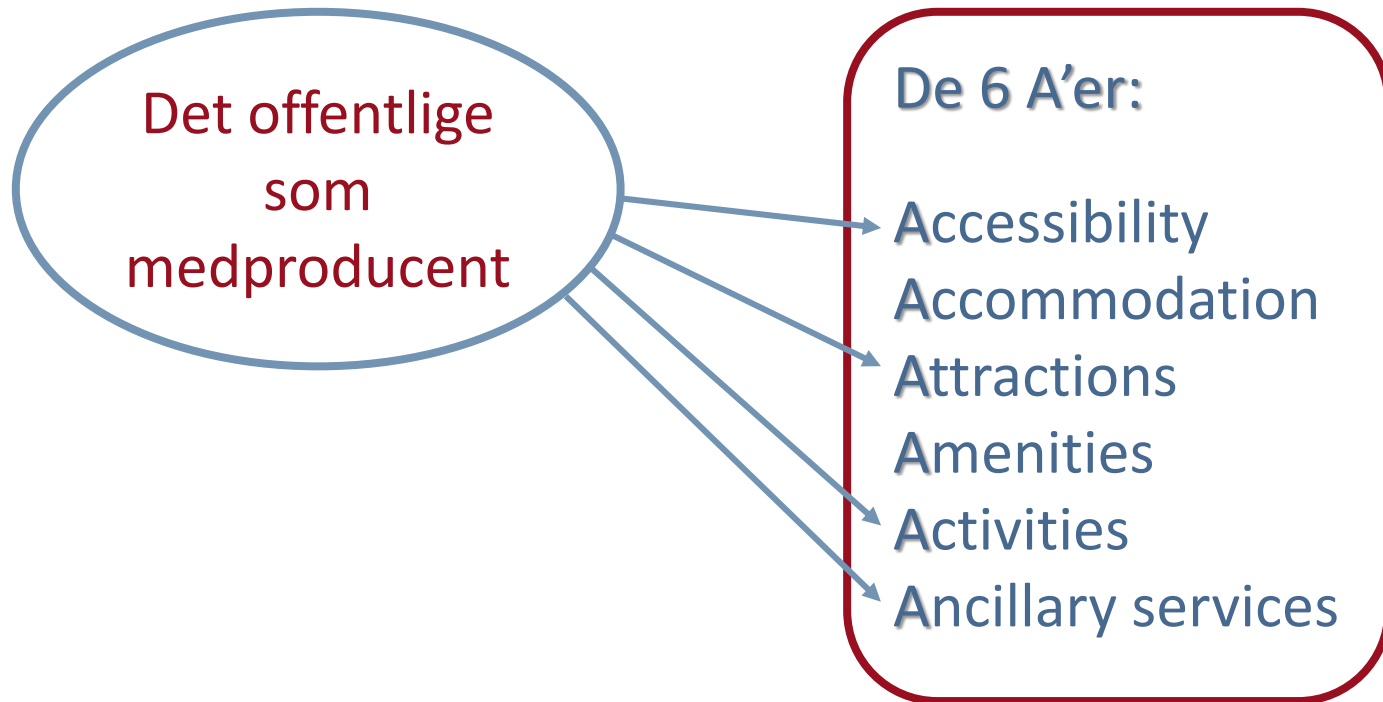 Det offentlige
som
medproducent
De 6 A’er:
Accessibility
Accommodation
Attractions
Amenities
Activities
Ancillary services